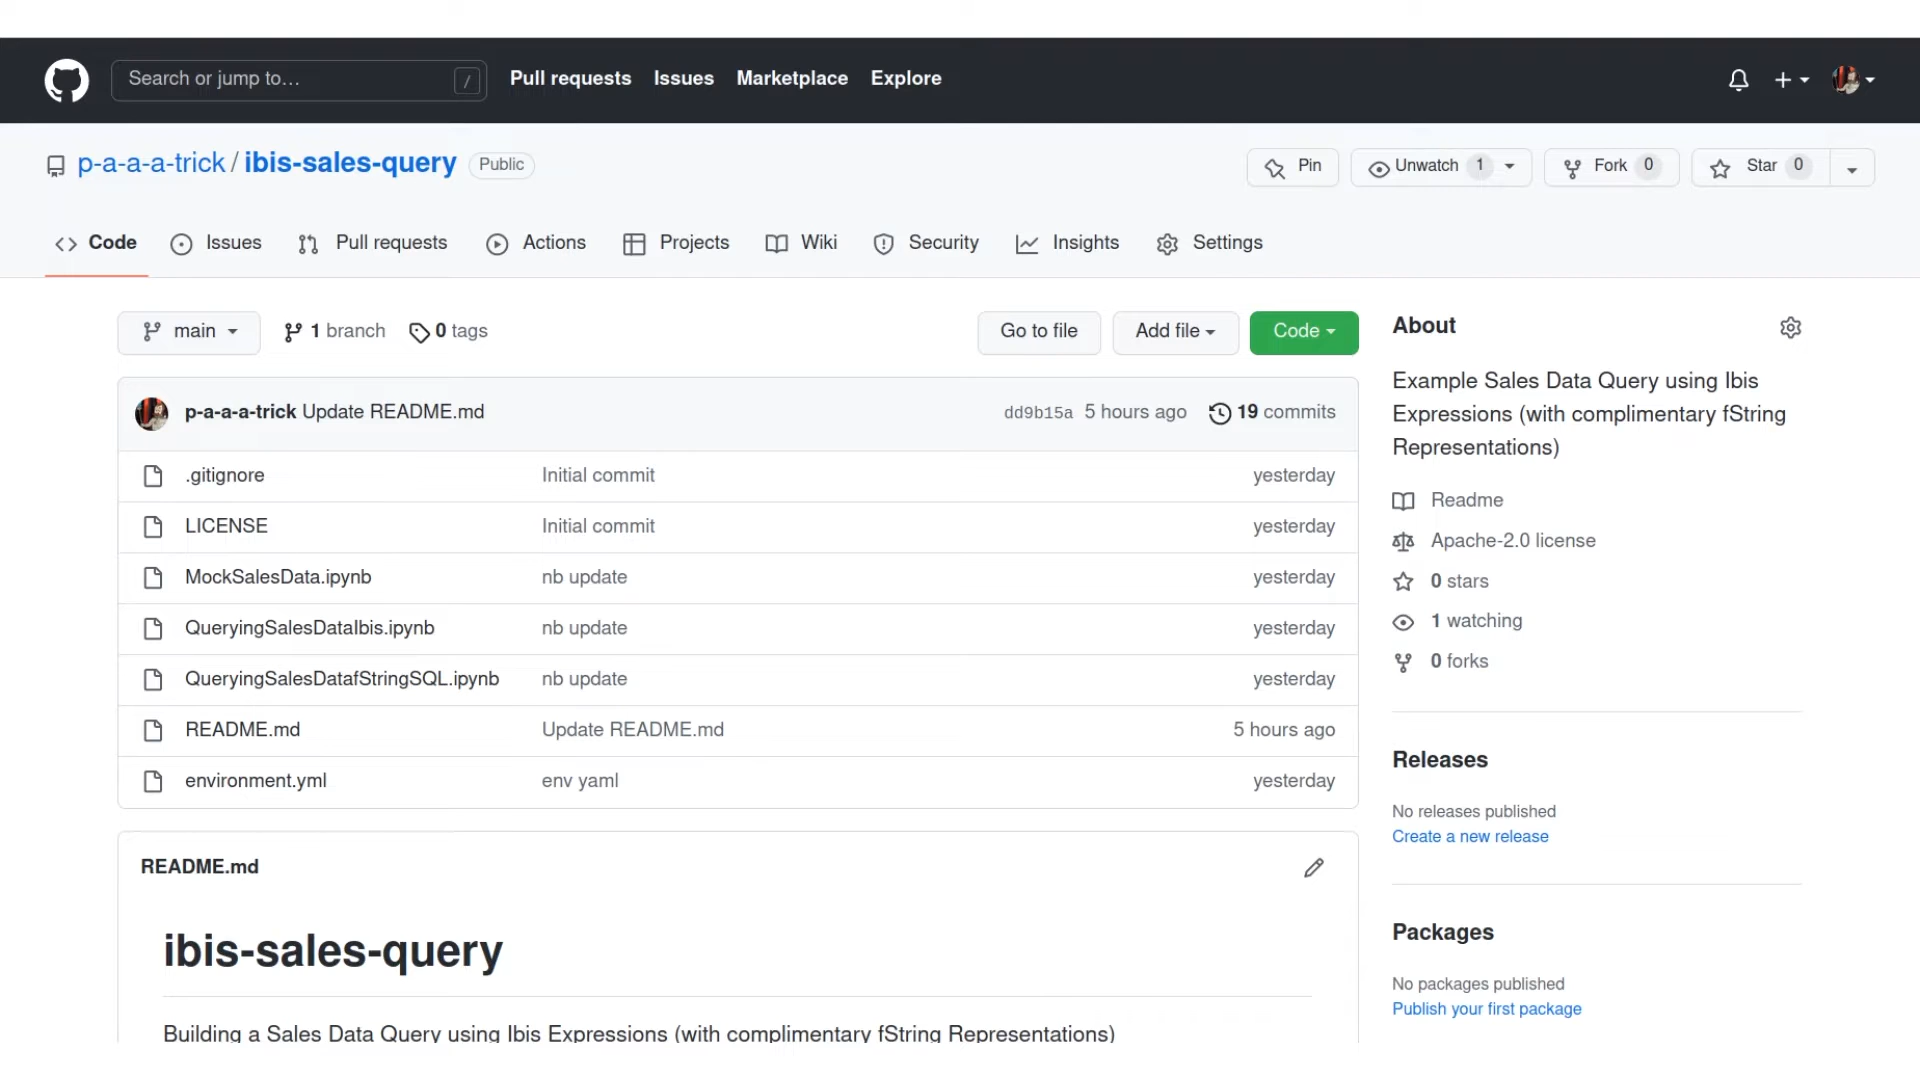 Search or jump to… /
Pull requests Issues Marketplace Explore
p-a-a-a-trick / ibis-sales-query Public
Pin
Unwatch 1
Fork 0
Star 0
Code Issues Pull requests Actions Projects Wiki Security Insights Settings
main 1 branch 0 tags
Go to file Add file Code
p-a-a-a-trick Update README.md dd9b15a 5 hours ago 19 commits
.gitignore Initial commit yesterday
LICENSE Initial commit yesterday
MockSalesData.ipynb nb update yesterday
QueryingSalesDataIbis.ipynb nb update yesterday
QueryingSalesDatafStringSQL.ipynb nb update yesterday
README.md Update README.md 5 hours ago
environment.yml env yaml yesterday
README.md
ibis-sales-query
Building a Sales Data Query using Ibis Expressions (with complimentary fString Representations)
About
Example Sales Data Query using Ibis
Expressions (with complimentary fString
Representations)
Readme
Apache-2.0 license
0 stars
1 watching
0 forks
Releases
No releases published
Create a new release
Packages
No packages published
Publish your first package